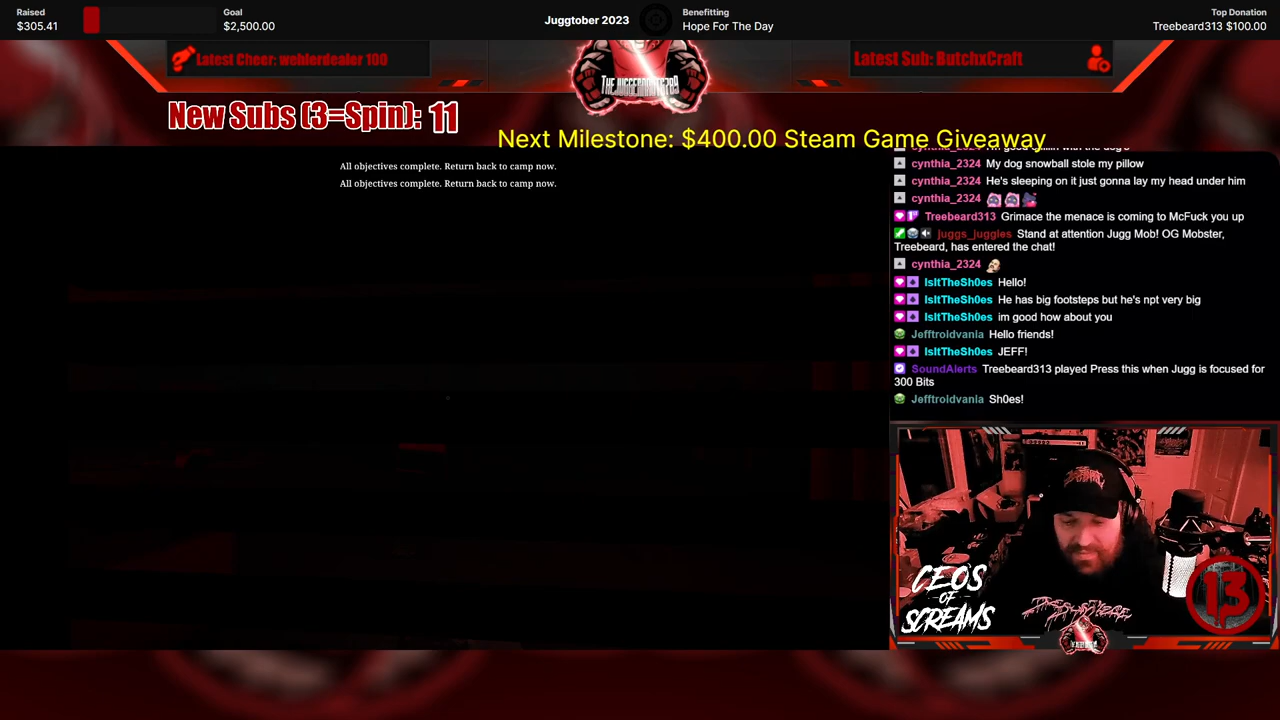 Raised
$305.41
Goal
$2,500.00
Juggtober 2023
Benefitting
Hope For The Day
Top Donation
Treebeard313 $100.00
Latest Cheer: wehlerdealer 100
THEJUGGERNAUTS789
Latest Sub: ButchxCraft
New Subs (3=Spin): 11
Next Milestone: $400.00 Steam Game Giveaway
All objectives complete. Return back to camp now.
All objectives complete. Return back to camp now.
cynthia_2324 My dog snowball stole my pillow
cynthia_2324 He's sleeping on it just gonna lay my head under him
cynthia_2324
Treebeard313 Grimace the menace is coming to McFuck you up
juggs_juggles Stand at attention Jugg Mob! OG Mobster,
Treebeard, has entered the chat!
cynthia_2324
IsItTheSh0es Hello!
IsItTheSh0es He has big footsteps but he's npt very big
IsItTheSh0es im good how about you
Jefftroldvania Hello friends!
IsItTheSh0es JEFF!
SoundAlerts Treebeard313 played Press this when Jugg is focused for
300 Bits
Jefftroldvania Sh0es!
CEOS
OF
SCREAMS
13